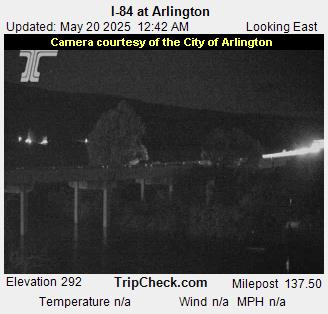 I-84 at Arlington
Updated: May 20 2025 12:42 AM Looking East
Camera courtesy of the City of Arlington
Elevation 292 TripCheck.com Milepost 137.50
Temperature n/a Wind n/a MPH n/a